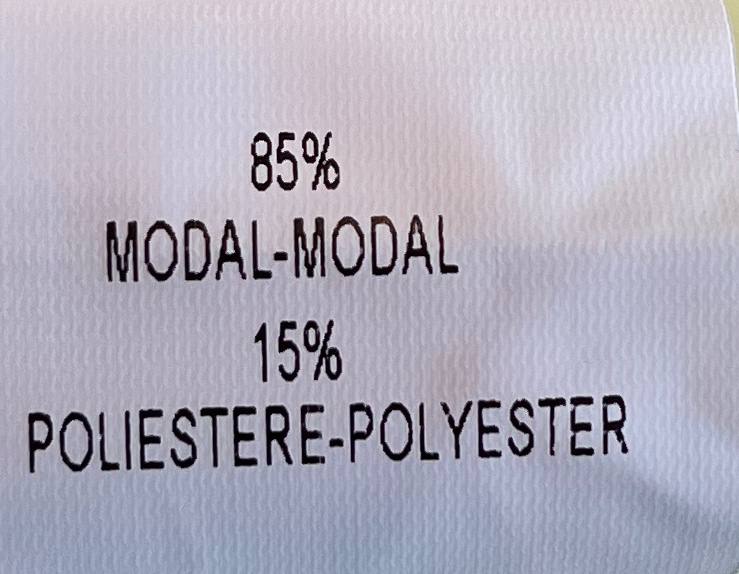 85%
MODAL-MODAL
15%
POLIESTERE-POLYESTER